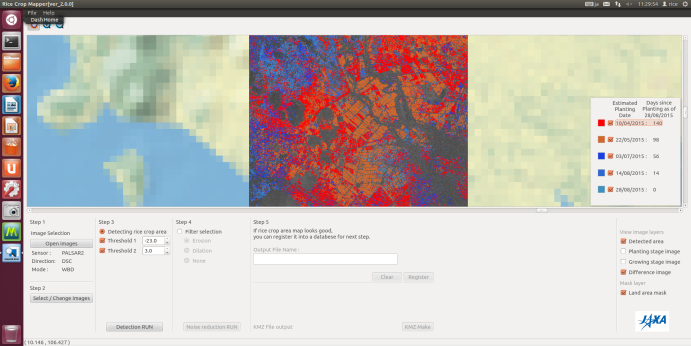 Rice Crop Mapper[ver_2.0.0]
ja
11:29:54
rice
File Help
Dash Home
Estimated Planting Date
Days since Planting as of 28/08/2015
10/04/2015 : 140
22/05/2015 : 98
03/07/2015 : 56
14/08/2015 : 14
28/08/2015 : 0
Step 1
Image Selection
Open images
Sensor : PALSAR2
Direction: DSC
Mode : WBD
Step 2
Select / Change Images
Step 3
Detecting rice crop area
Threshold 1 -23.0
Threshold 2 3.0
Detection RUN
Step 4
Filter selection
Erosion
Dilation
None
Noise reduction RUN
Step 5
If rice crop area map looks good,
you can register it into a database for next step.
Output File Name:
Clear Register
KMZ File output
KMZ Make
View image layers
Detected area
Planting stage image
Growing stage image
Difference image
Mask layer
Land area mask
JAXA
( 10.146 , 106.427 )